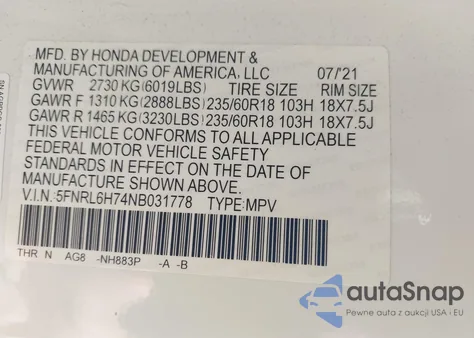 MFD. BY HONDA DEVELOPMENT &
MANUFACTURING OF AMERICA, LLC 07/'21
GVWR 2730 KG (6019LBS) TIRE SIZE RIM SIZE
GAWR F 1310 KG (2888LBS) 235/60R18 103H 18X7.5J
GAWR R 1465 KG (3230LBS) 235/60R18 103H 18X7.5J
THIS VEHICLE CONFORMS TO ALL APPLICABLE
FEDERAL MOTOR VEHICLE SAFETY
STANDARDS IN EFFECT ON THE DATE OF
MANUFACTURE SHOWN ABOVE.
V.I.N. 5FNRL6H74NB031778 TYPE: MPV
THR N AG8 -NH883P -A -B
autoSnap
Pewne auta z aukcji USA i EU